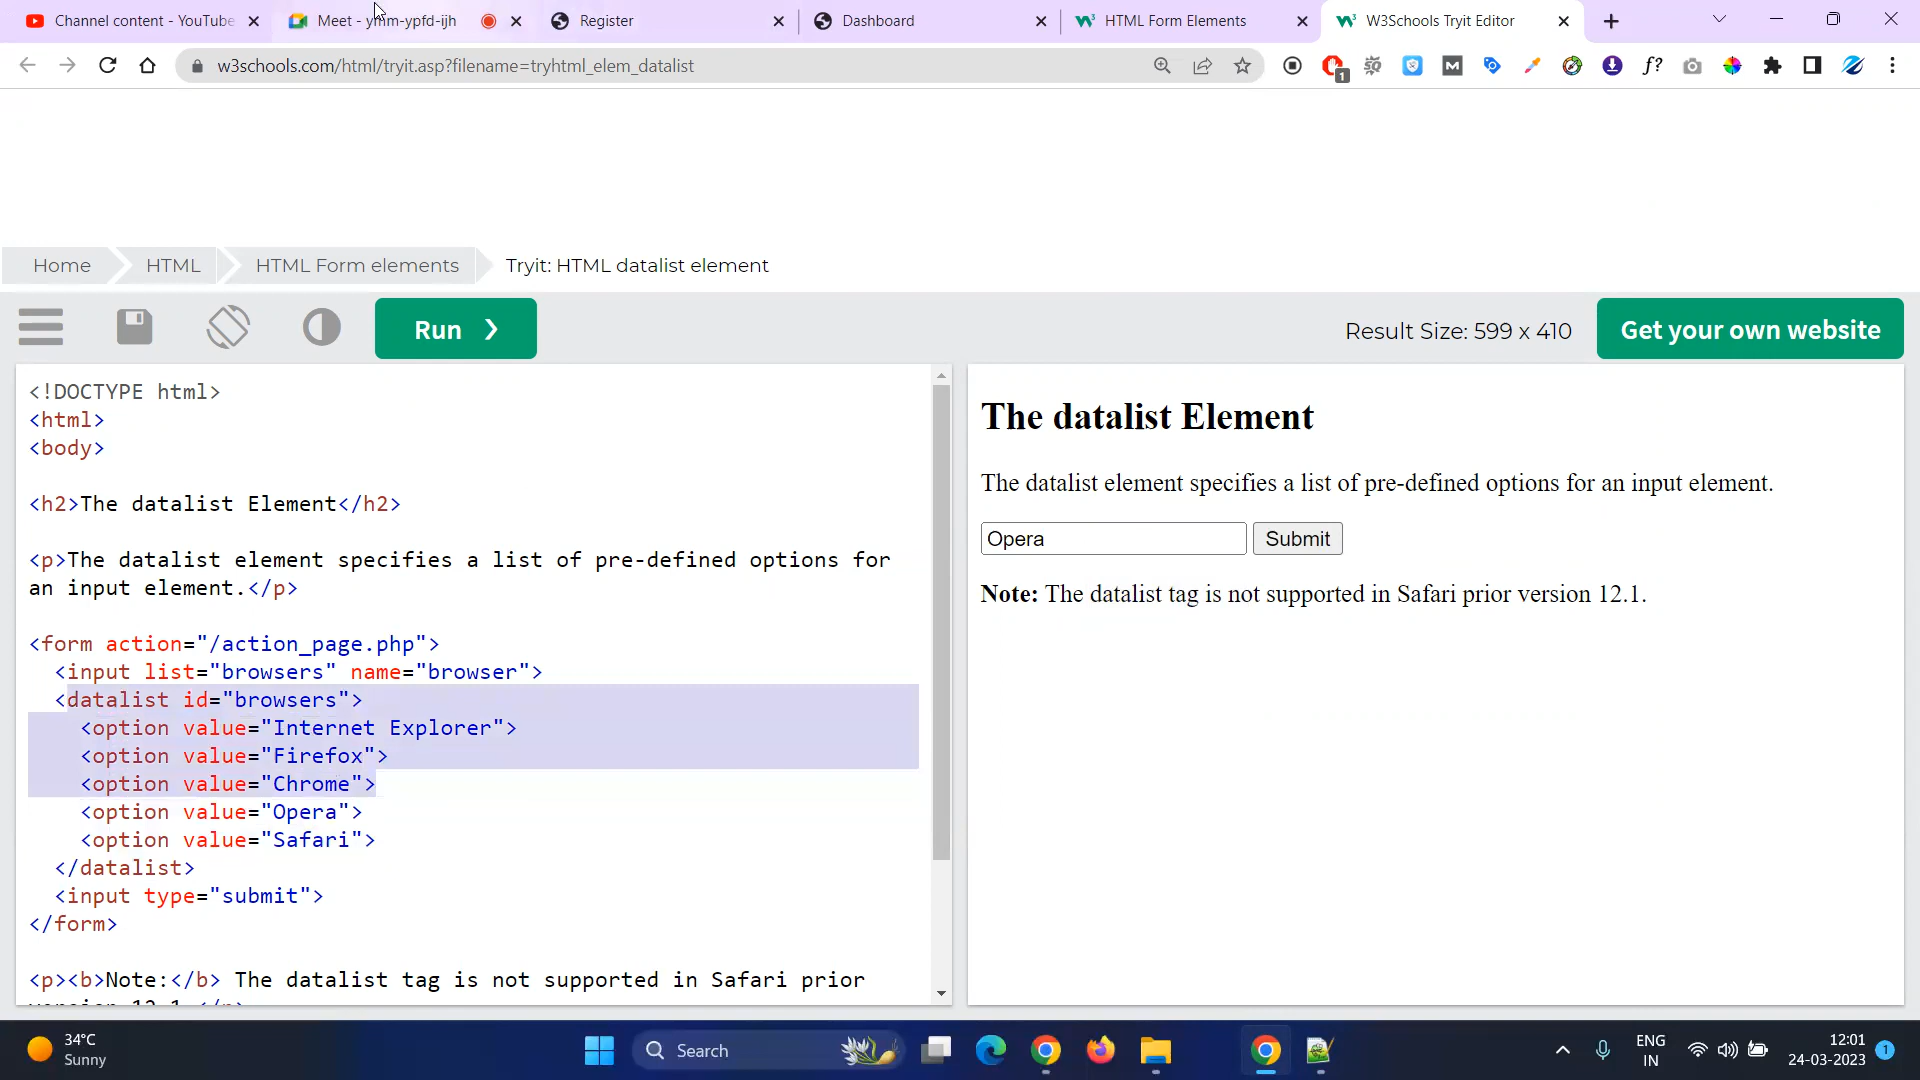 Channel content - YouTube
Meet - ynm-ypfd-ijh
Register
Dashboard
HTML Form Elements
W3Schools Tryit Editor
w3schools.com/html/tryit.asp?filename=tryhtml_elem_datalist
1
f?
Home
HTML
HTML Form elements
Tryit: HTML datalist element
Run ❯
Result Size: 599 x 410
Get your own website
<!DOCTYPE html>
<html>
<body>
<h2>The datalist Element</h2>
<p>The datalist element specifies a list of pre-defined options for
an input element.</p>
<form action="/action_page.php">
<input list="browsers" name="browser">
<datalist id="browsers">
<option value="Internet Explorer">
<option value="Firefox">
<option value="Chrome">
<option value="Opera">
<option value="Safari">
</datalist>
<input type="submit">
</form>
<p><b>Note:</b> The datalist tag is not supported in Safari prior
version 12.1.</p>
The datalist Element
The datalist element specifies a list of pre-defined options for an input element.
Opera
Submit
Note: The datalist tag is not supported in Safari prior version 12.1.
34°C
Sunny
Search
ENG
IN
12:01
24-03-2023
1